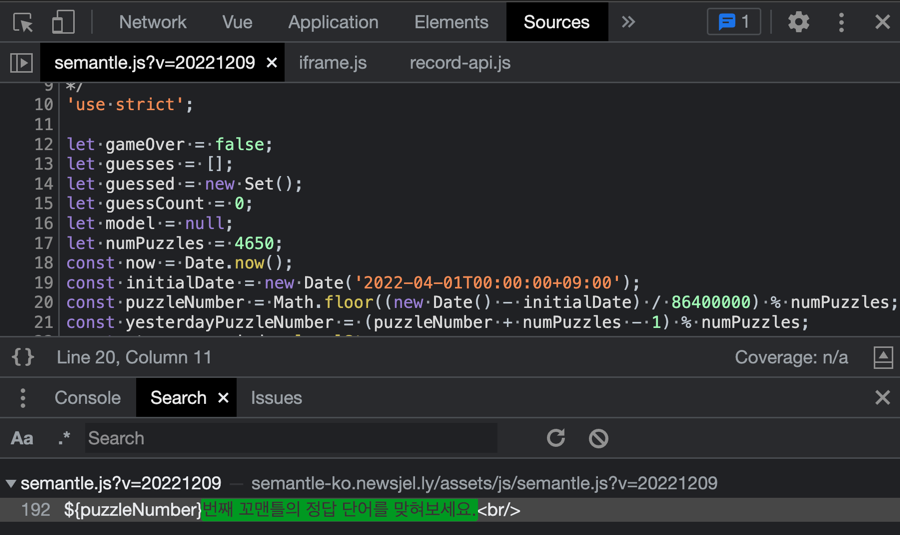 Network Vue Application Elements Sources » 1
semantle.js?v=20221209 × iframe.js record-api.js
9 */
10 'use strict';
11
12 let gameOver = false;
13 let guesses = [];
14 let guessed = new Set();
15 let guessCount = 0;
16 let model = null;
17 let numPuzzles = 4650;
18 const now = Date.now();
19 const initialDate = new Date('2022-04-01T00:00:00+09:00');
20 const puzzleNumber = Math.floor((new Date() - initialDate) / 86400000) % numPuzzles;
21 const yesterdayPuzzleNumber = (puzzleNumber + numPuzzles - 1) % numPuzzles;
{} Line 20, Column 11 Coverage: n/a
Console Search × Issues
Aa .* Search
semantle.js?v=20221209 — semantle-ko.newsjel.ly/assets/js/semantle.js?v=20221209
192 ${puzzleNumber}번째 꼬맨틀의 정답 단어를 맞혀보세요.<br/>